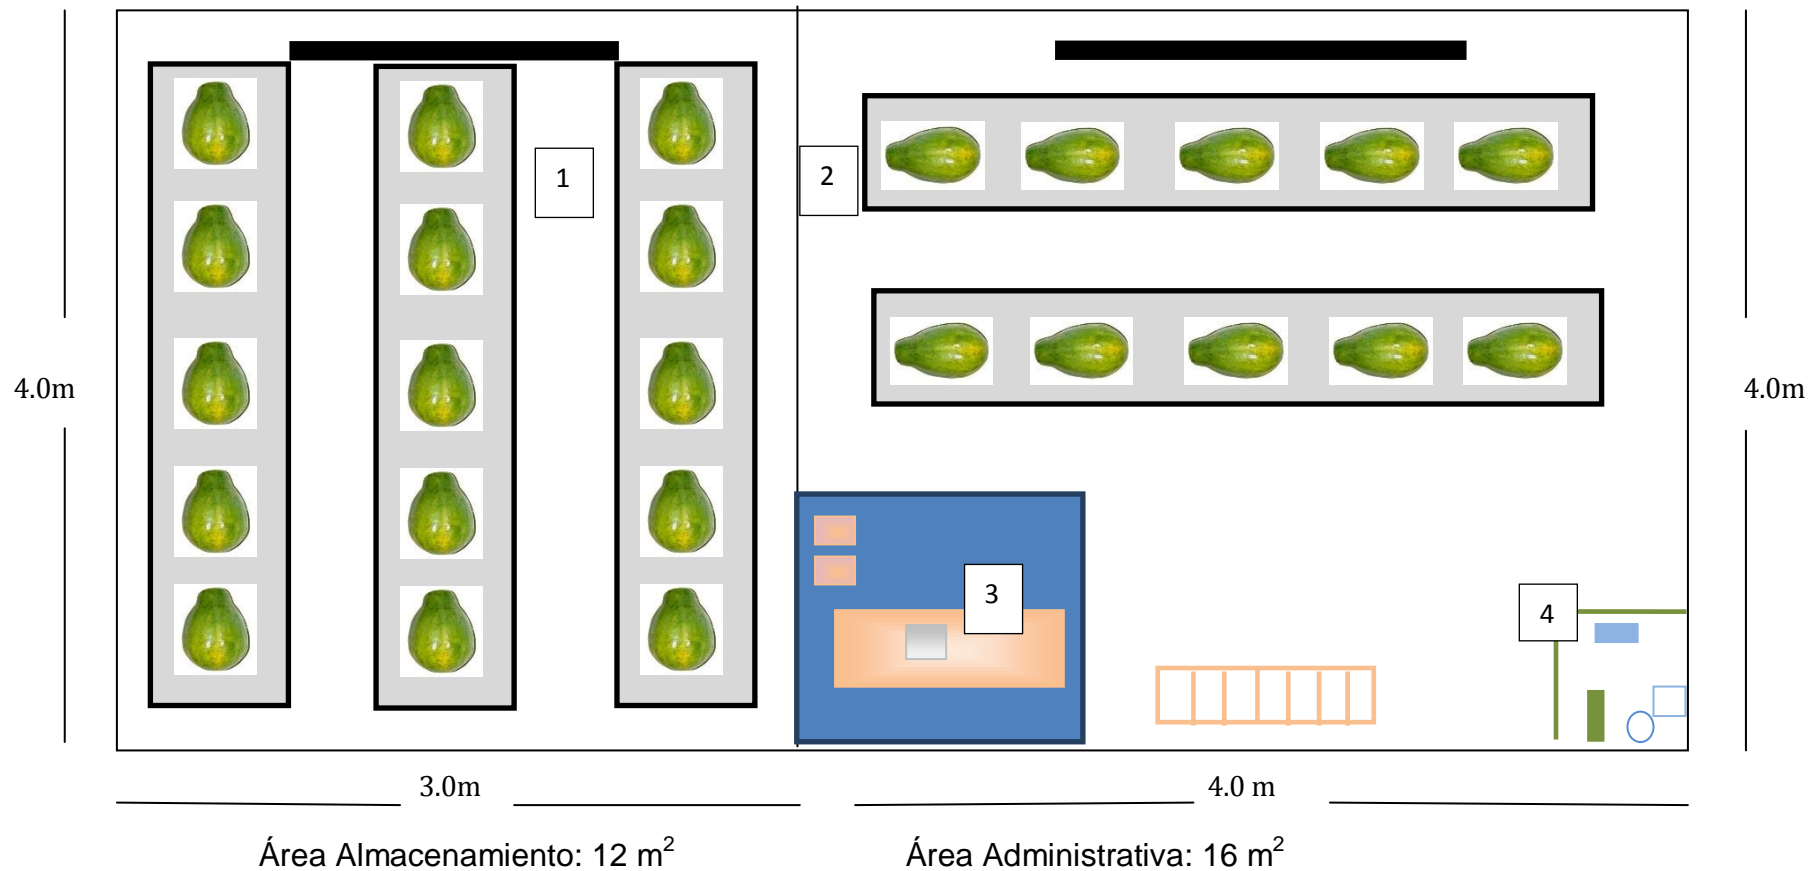 1
2
3
4
4.0m
4.0m
3.0m
4.0 m
Área Almacenamiento: 12 m²
Área Administrativa: 16 m²